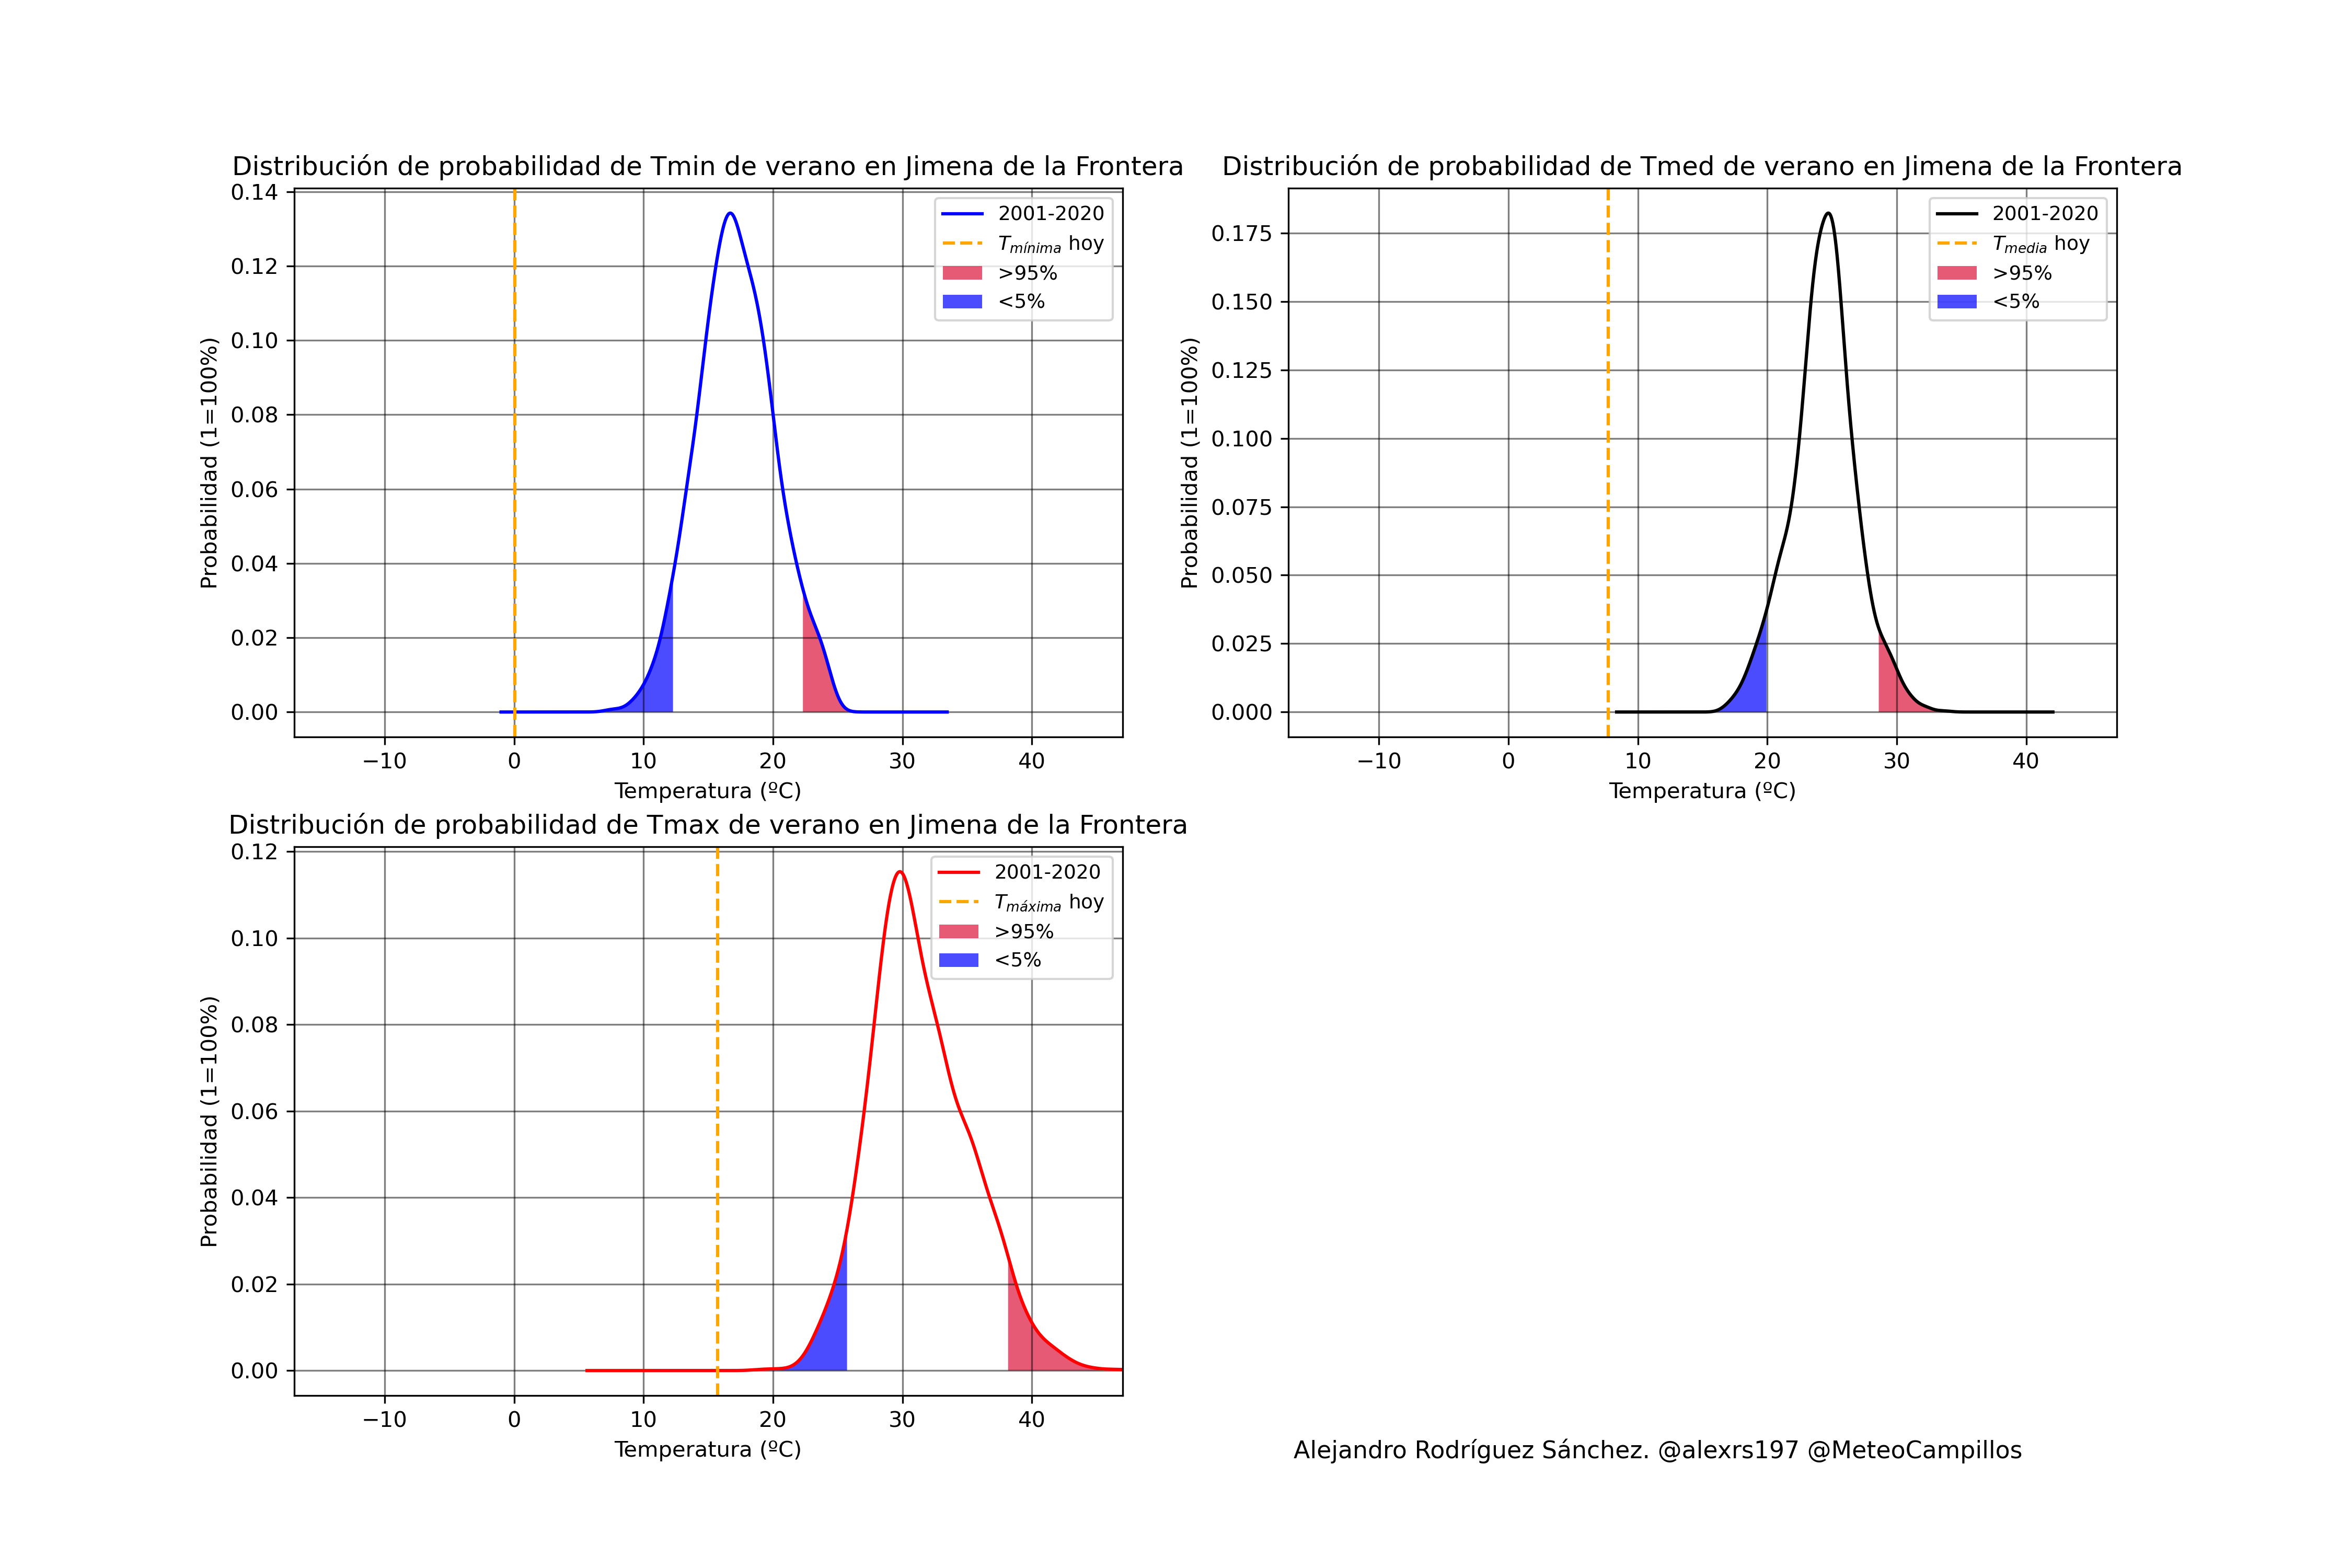 Distribución de probabilidad de Tmin de verano en Jimena de la Frontera
0.14
0.12
0.10
0.08
0.06
0.04
0.02
0.00
Probabilidad (1=100%)
−10 0 10 20 30 40
Temperatura (ºC)
2001-2020
Tmínima hoy
>95%
<5%
Distribución de probabilidad de Tmed de verano en Jimena de la Frontera
0.175
0.150
0.125
0.100
0.075
0.050
0.025
0.000
Probabilidad (1=100%)
−10 0 10 20 30 40
Temperatura (ºC)
2001-2020
Tmedia hoy
>95%
<5%
Distribución de probabilidad de Tmax de verano en Jimena de la Frontera
0.12
0.10
0.08
0.06
0.04
0.02
0.00
Probabilidad (1=100%)
−10 0 10 20 30 40
Temperatura (ºC)
2001-2020
Tmáxima hoy
>95%
<5%
Alejandro Rodríguez Sánchez. @alexrs197 @MeteoCampillos